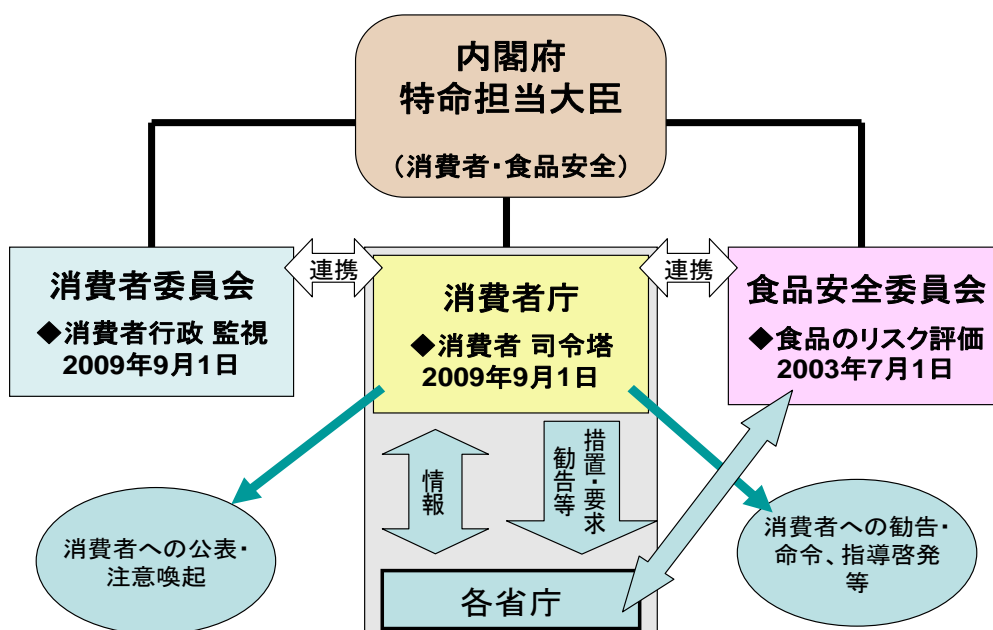 内閣府
特命担当大臣
（消費者・食品安全）
消費者委員会
◆消費者行政 監視
2009年9月1日
連携
消費者庁
◆消費者 司令塔
2009年9月1日
連携
食品安全委員会
◆食品のリスク評価
2003年7月1日
情報
措置・要求
勧告等
消費者への公表・
注意喚起
消費者への勧告・
命令、指導啓発
等
各省庁